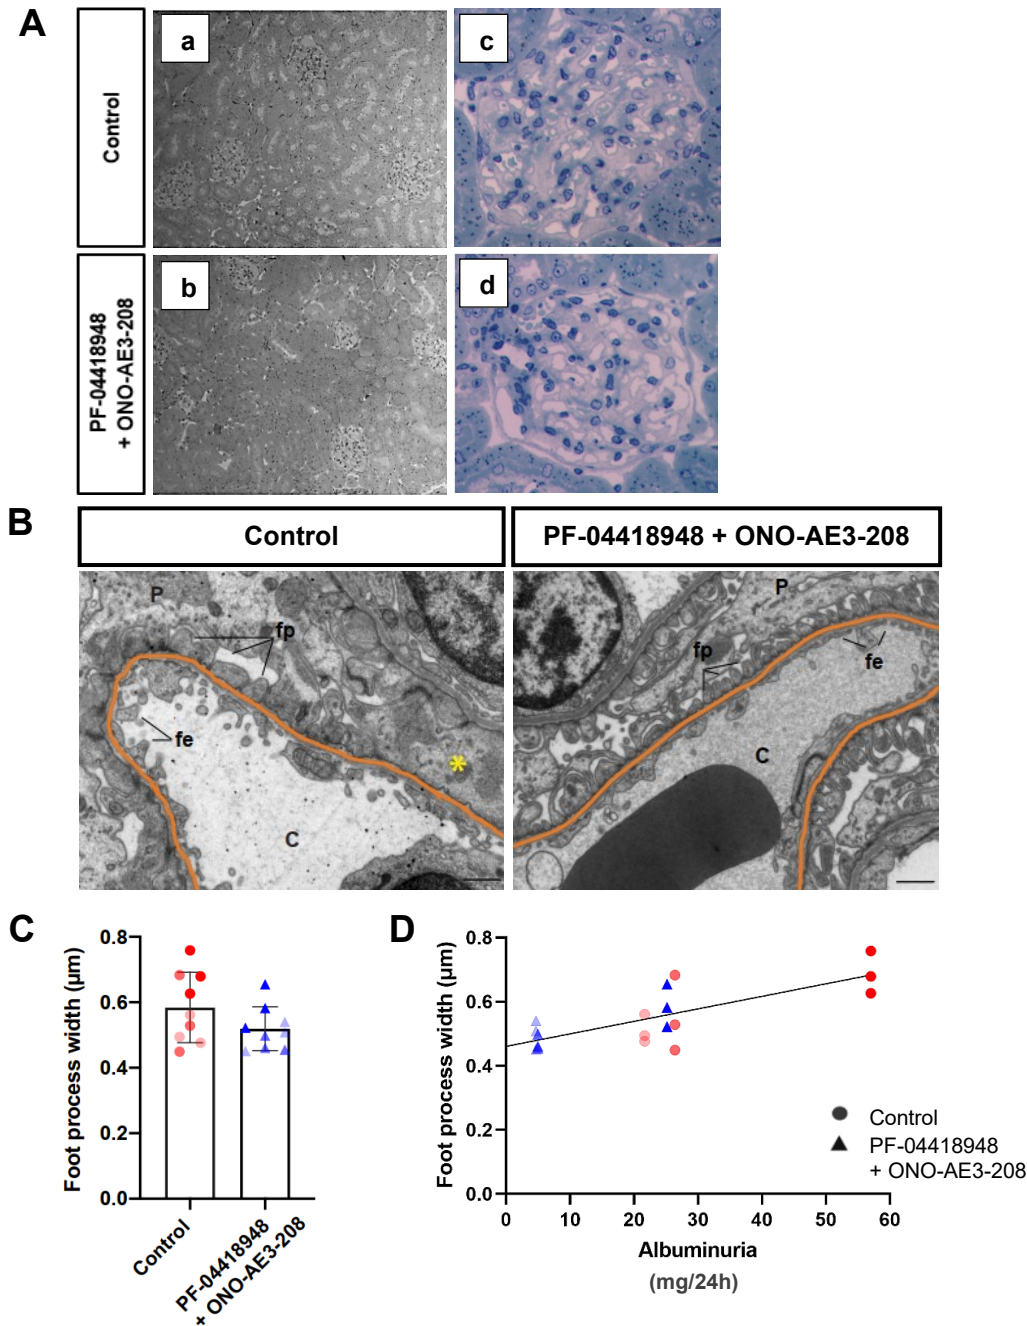 A
Control
a
c
PF-04418948
+ ONO-AE3-208
b
d
B
Control
PF-04418948 + ONO-AE3-208
P
fp
fe
*
C
P
fp
fe
C
C
Foot process width (µm)
0.8
0.6
0.4
0.2
0.0
Control
PF-04418948
+ ONO-AE3-208
D
Foot process width (µm)
0.8
0.6
0.4
0.2
0.0
0 10 20 30 40 50 60
Albuminuria
(mg/24h)
Control
PF-04418948
+ ONO-AE3-208